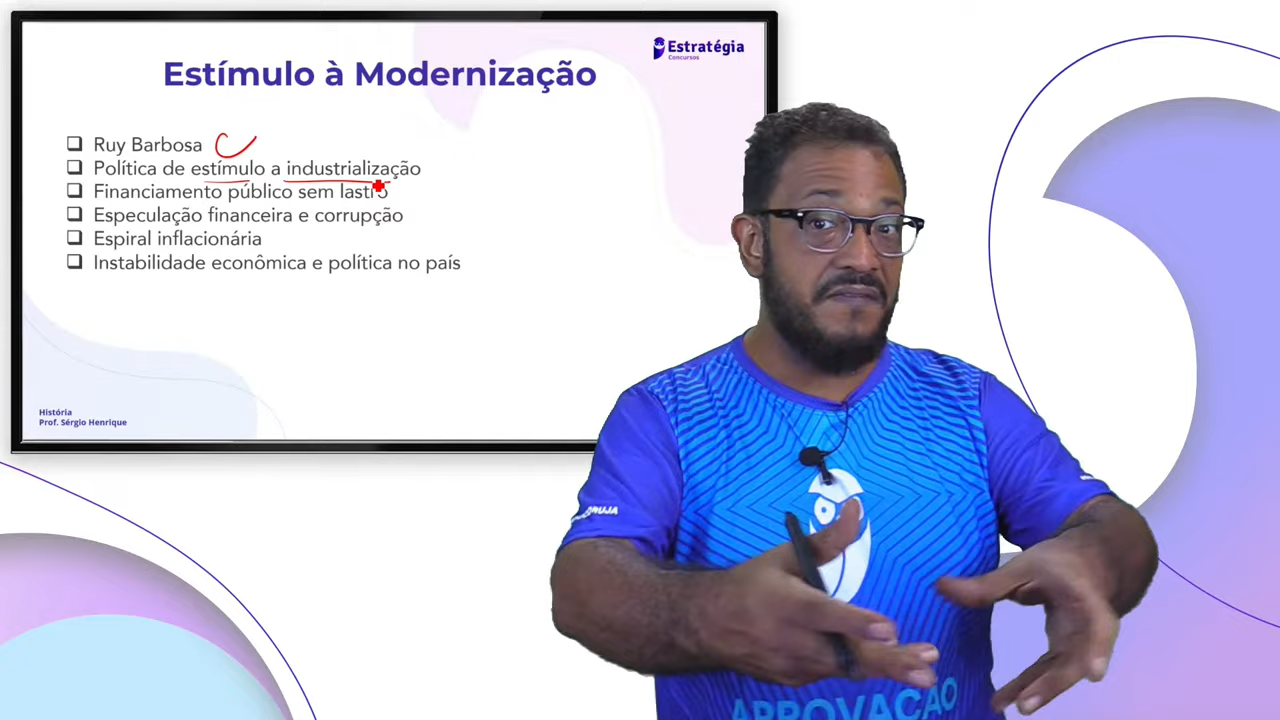 Estratégia
Concursos
Estímulo à Modernização
Ruy Barbosa
Política de estímulo a industrialização
Financiamento público sem lastro
Especulação financeira e corrupção
Espiral inflacionária
Instabilidade econômica e política no país
História
Prof. Sérgio Henrique
APROVAÇÃO